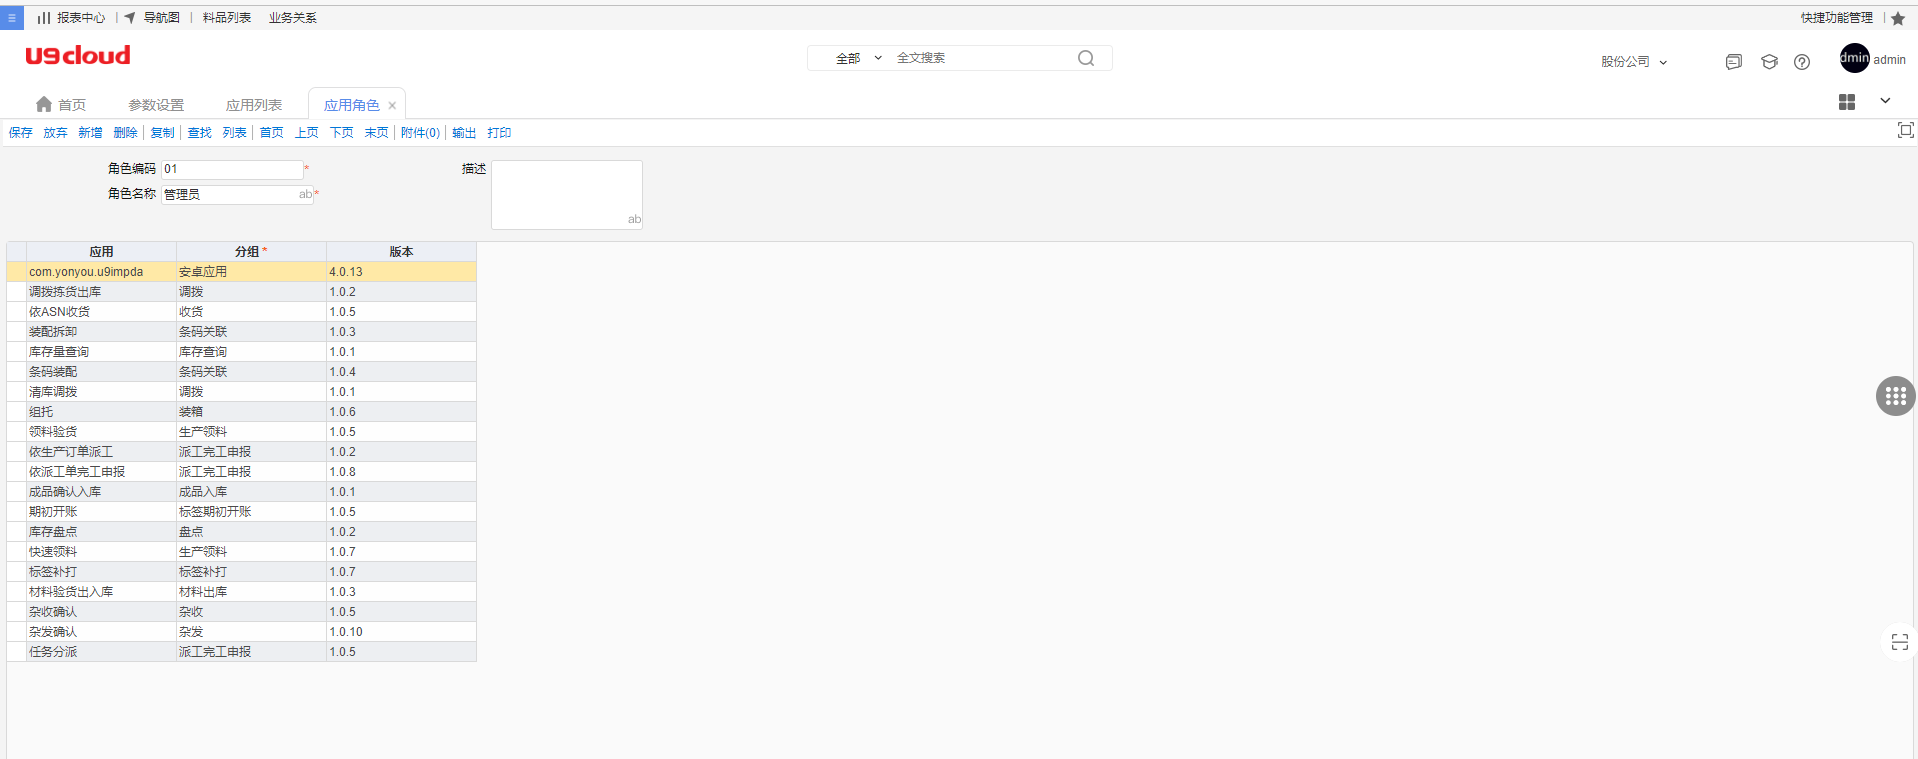 报表中心 | 导航图 | 料品列表 业务关系 快捷功能管理 |
U9cloud 全部 全文搜索 股份公司 dmin admin
首页 参数设置 应用列表 应用角色 ×
保存 放弃 新增 删除 | 复制 | 查找 列表 | 首页 上页 下页 末页 | 附件(0) | 输出 打印
角色编码 01 * 描述
角色名称 管理员 ab *
ab
应用 分组 * 版本
com.yonyou.u9impda 安卓应用 4.0.13
调拨拣货出库 调拨 1.0.2
依ASN收货 收货 1.0.5
装配拆卸 条码关联 1.0.3
库存量查询 库存查询 1.0.1
条码装配 条码关联 1.0.4
清库调拨 调拨 1.0.1
组托 装箱 1.0.6
领料验货 生产领料 1.0.5
依生产订单派工 派工完工申报 1.0.2
依派工单完工申报 派工完工申报 1.0.8
成品确认入库 成品入库 1.0.1
期初开账 标签期初开账 1.0.5
库存盘点 盘点 1.0.2
快速领料 生产领料 1.0.7
标签补打 标签补打 1.0.7
材料验货出入库 材料出库 1.0.3
杂收确认 杂收 1.0.5
杂发确认 杂发 1.0.10
任务分派 派工完工申报 1.0.5